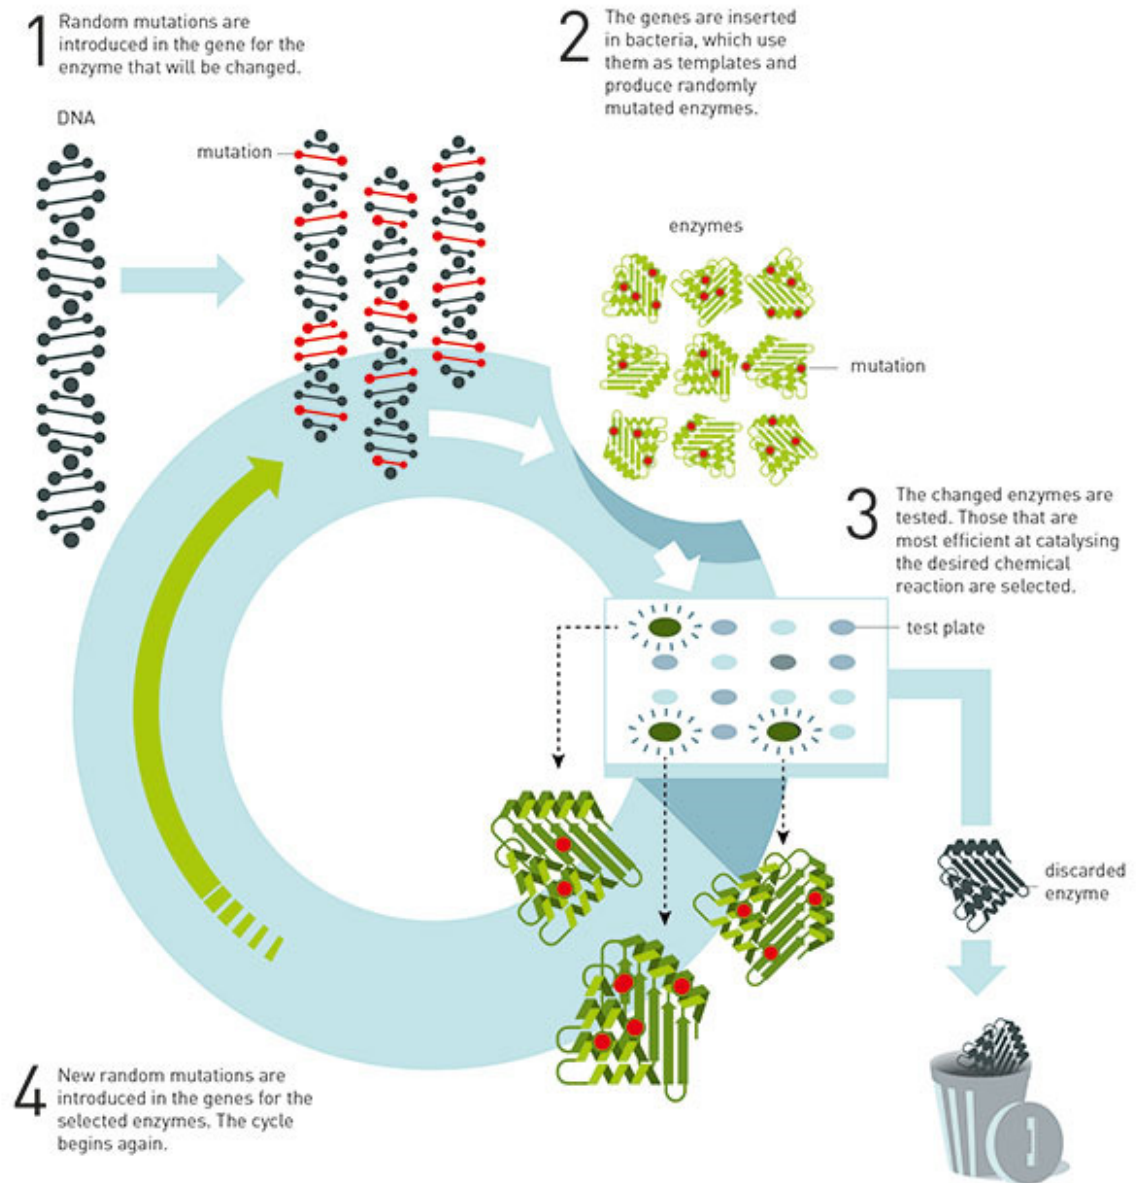 1
Random mutations are
introduced in the gene for the
enzyme that will be changed.
DNA
mutation
2
The genes are inserted
in bacteria, which use
them as templates and
produce randomly
mutated enzymes.
enzymes
mutation
3
The changed enzymes are
tested. Those that are
most efficient at catalysing
the desired chemical
reaction are selected.
test plate
discarded
enzyme
4
New random mutations are
introduced in the genes for the
selected enzymes. The cycle
begins again.